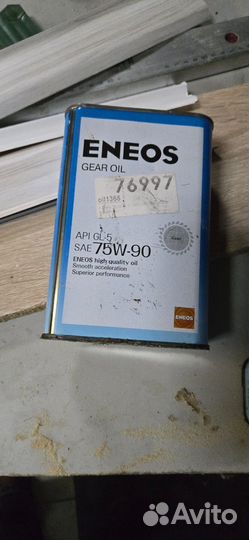 ENEOS
GEAR OIL
76997
601365
API GL-5
SAE 75W-90
ENEOS high quality oil
Smooth acceleration
Superior performance
ENEOS
Avito